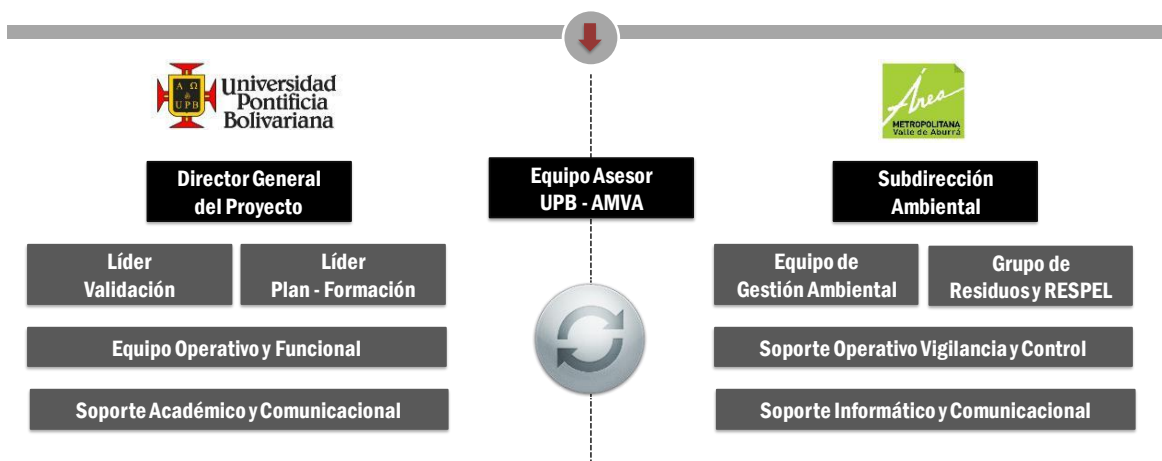 Α Ω
&
UPB
Universidad
Pontificia
Bolivariana
Área
METROPOLITANA
Valle de Aburrá
Director General
del Proyecto
Equipo Asesor
UPB - AMVA
Subdirección
Ambiental
Líder
Validación
Líder
Plan - Formación
Equipo de
Gestión Ambiental
Grupo de
Residuos y RESPEL
Equipo Operativo y Funcional
Soporte Operativo Vigilancia y Control
Soporte Académico y Comunicacional
Soporte Informático y Comunicacional